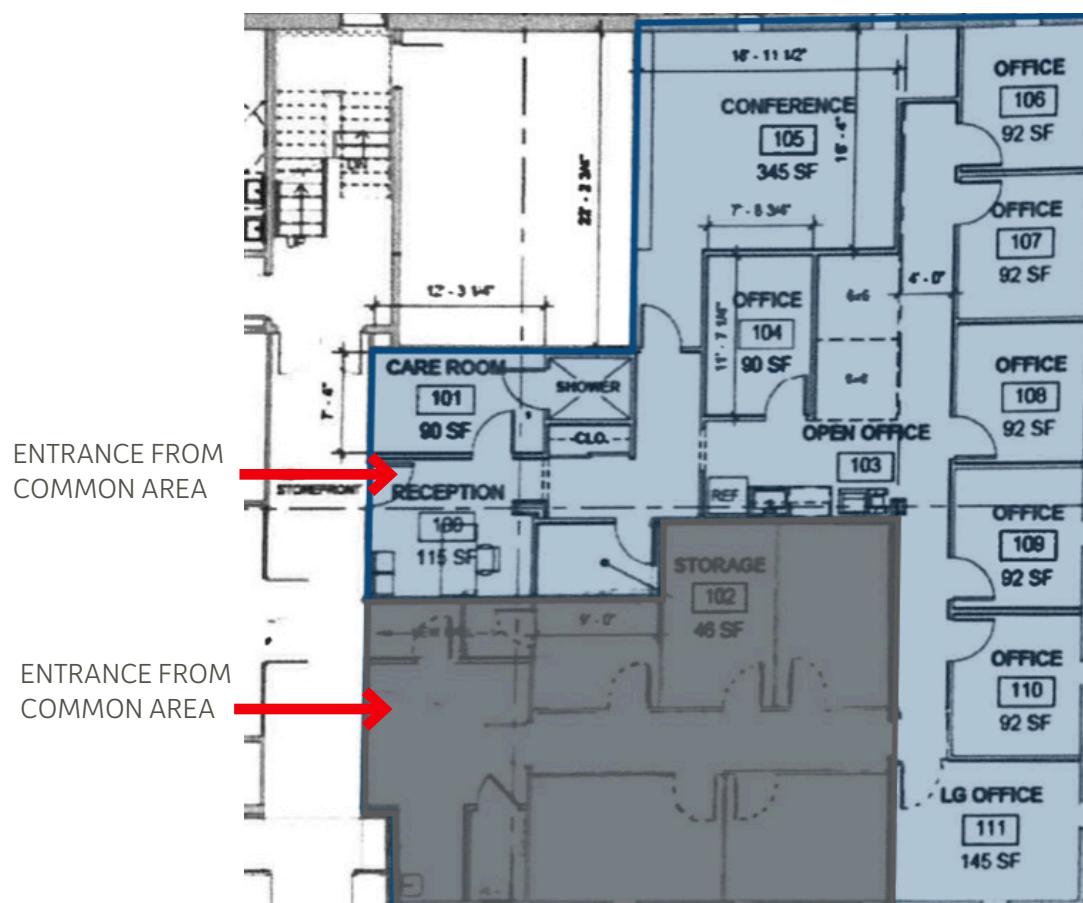 16' - 11 1/2"
OFFICE
106
92 SF
CONFERENCE
105
345 SF
16' - 4"
DN
UP
22' - 2 3/4"
7' - 8 3/4"
OFFICE
107
92 SF
12' - 3 1/4"
OFFICE
104
90 SF
11' - 7 1/4"
6x6
4' - 0"
6x6
CARE ROOM
101
90 SF
7' - 4"
SHOWER
OFFICE
108
92 SF
CLO.
OPEN OFFICE
103
ENTRANCE FROM
COMMON AREA
STOREFRONT
RECEPTION
100
115 SF
REF
OFFICE
109
92 SF
STORAGE
102
46 SF
9' - 0"
OFFICE
110
92 SF
ENTRANCE FROM
COMMON AREA
LG OFFICE
111
145 SF